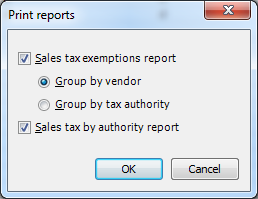 Print reports
Sales tax exemptions report
Group by vendor
Group by tax authority
Sales tax by authority report
OK
Cancel